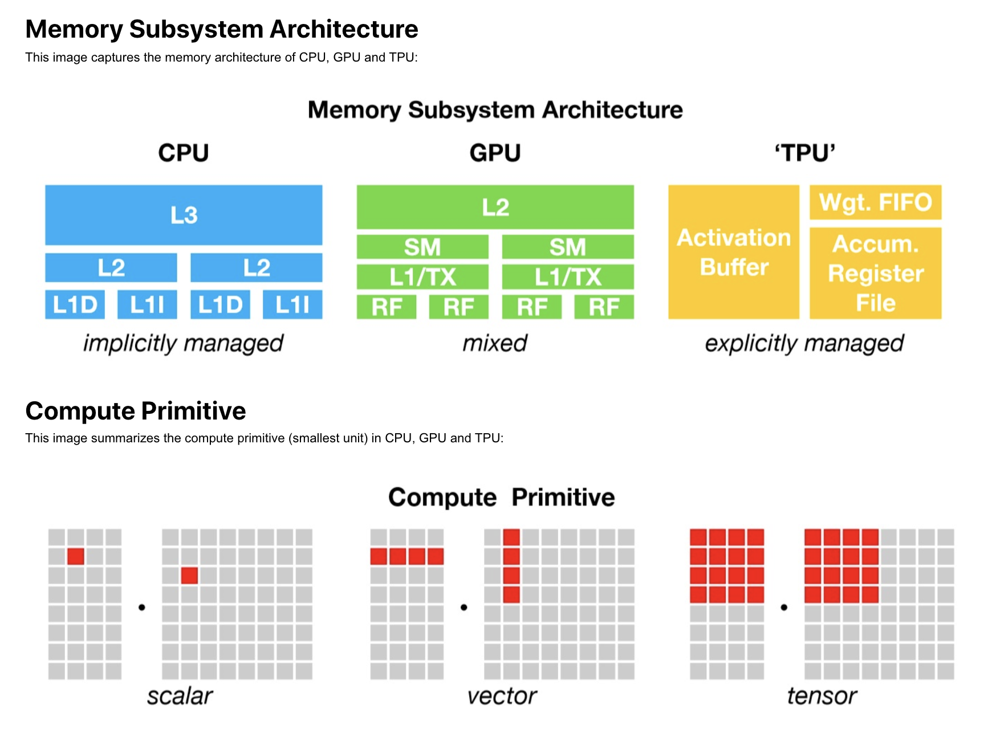 Memory Subsystem Architecture
This image captures the memory architecture of CPU, GPU and TPU:
Memory Subsystem Architecture
CPU
GPU
‘TPU’
L3
L2
L2
L1D
L1I
L1D
L1I
implicitly managed
L2
SM
SM
L1/TX
L1/TX
RF
RF
RF
RF
mixed
Activation
Buffer
Wgt. FIFO
Accum.
Register
File
explicitly managed
Compute Primitive
This image summarizes the compute primitive (smallest unit) in CPU, GPU and TPU:
Compute Primitive
scalar
vector
tensor